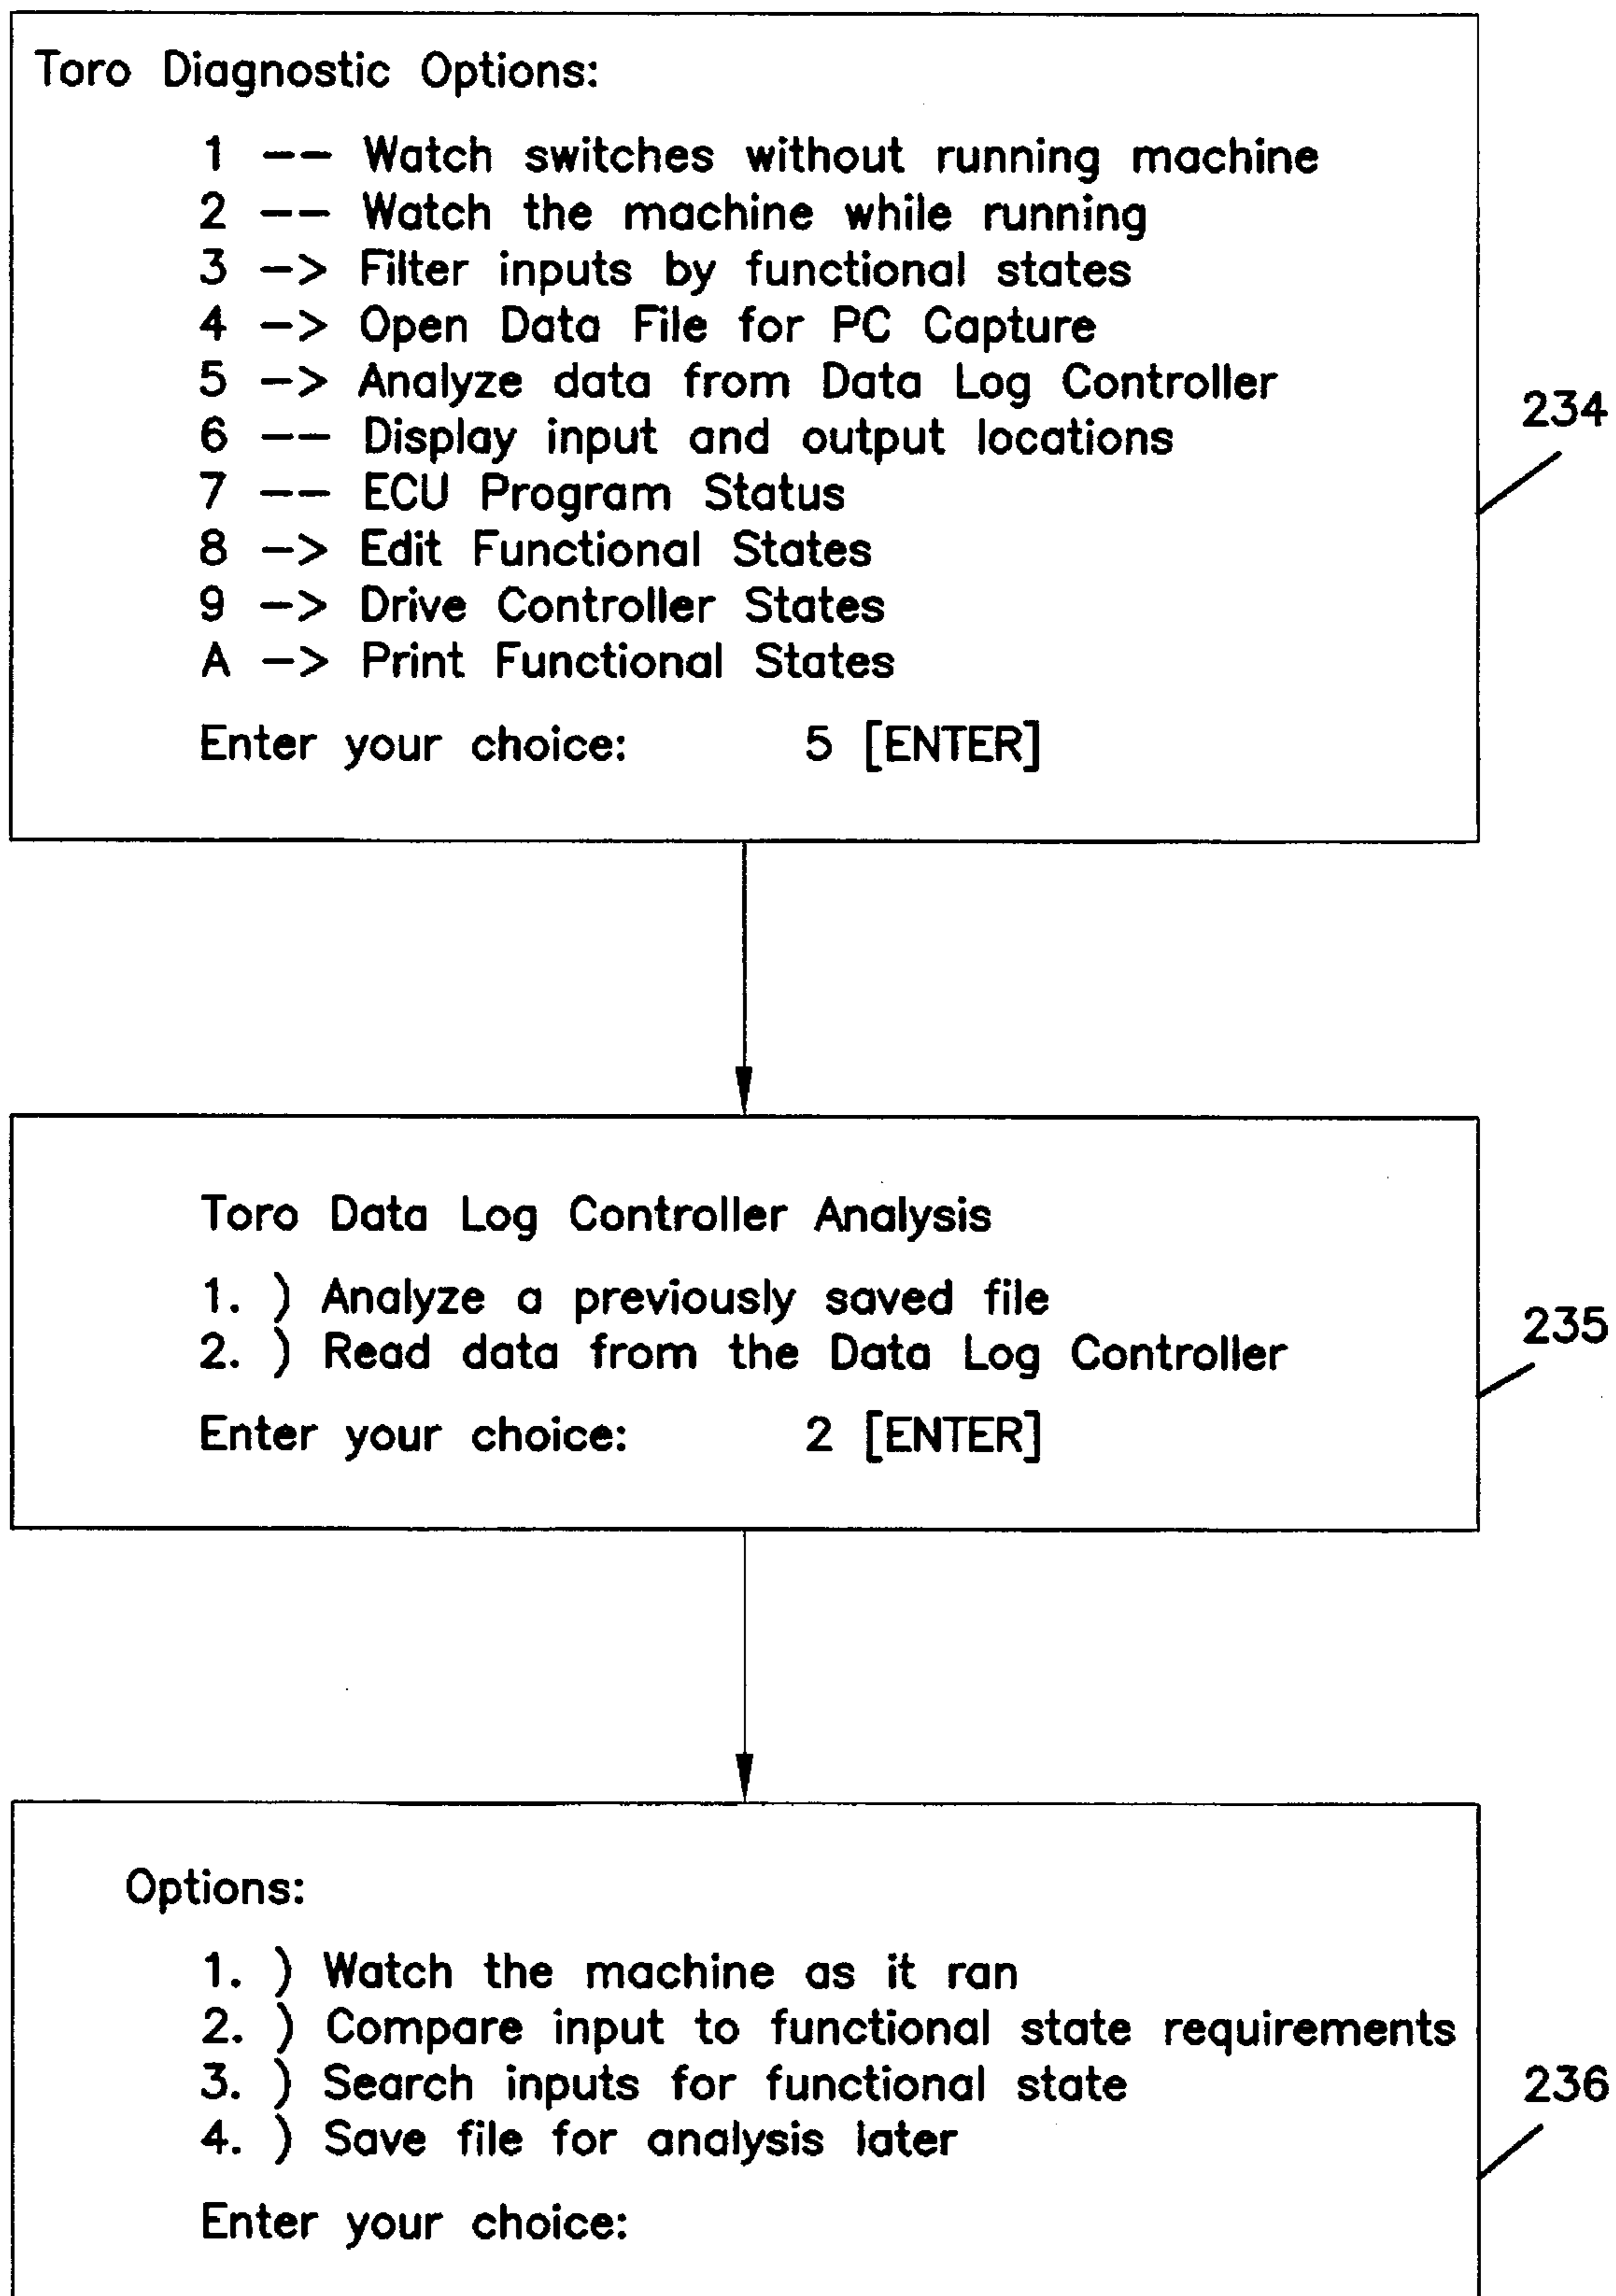 Toro Diagnostic Options:
1 -- Watch switches without running machine
2 -- Watch the machine while running
3 -> Filter inputs by functional states
4 -> Open Data File for PC Capture
5 -> Analyze data from Data Log Controller
6 -- Display input and output locations
7 -- ECU Program Status
8 -> Edit Functional States
9 -> Drive Controller States
A -> Print Functional States
Enter your choice: 5 [ENTER]
234
Toro Data Log Controller Analysis
1. ) Analyze a previously saved file
2. ) Read data from the Data Log Controller
Enter your choice: 2 [ENTER]
235
Options:
1. ) Watch the machine as it ran
2. ) Compare input to functional state requirements
3. ) Search inputs for functional state
4. ) Save file for analysis later
Enter your choice:
236